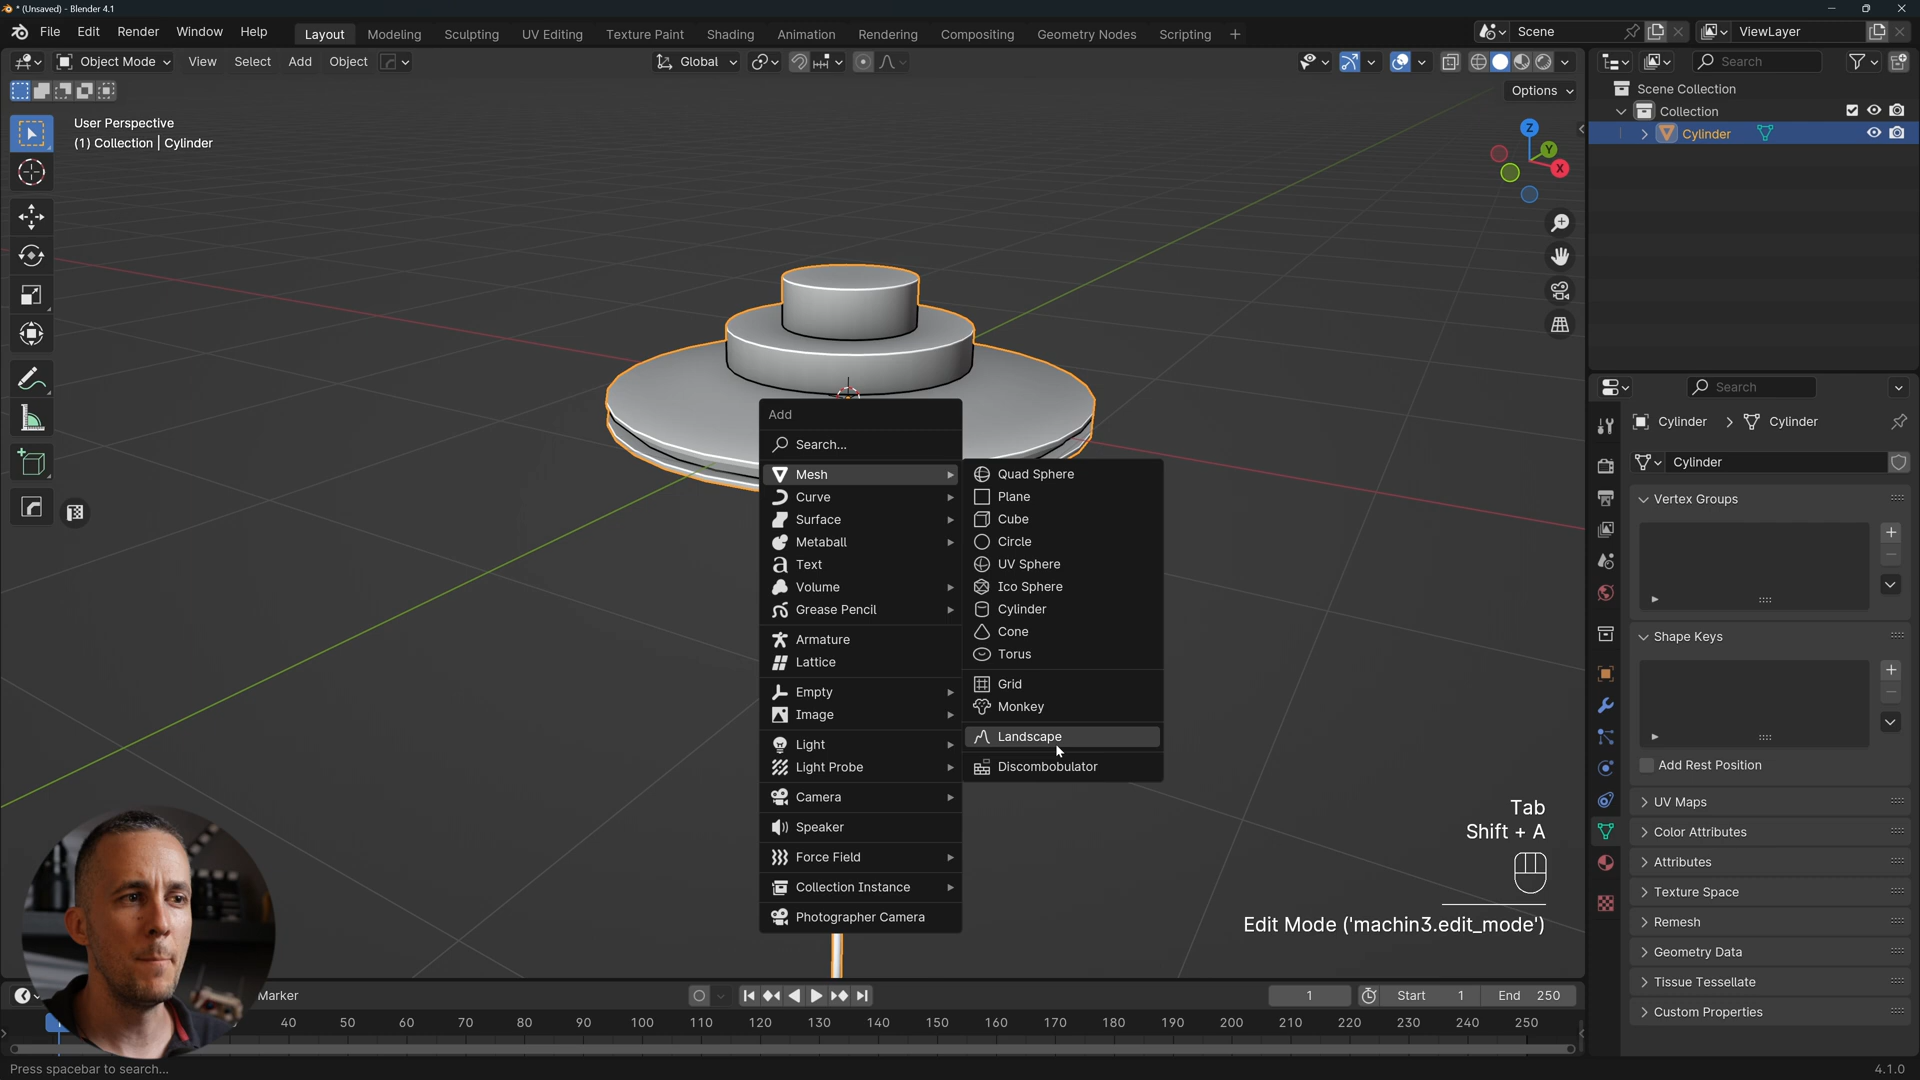 * (Unsaved) - Blender 4.1
File Edit Render Window Help
Layout Modeling Sculpting UV Editing Texture Paint Shading Animation Rendering Compositing Geometry Nodes Scripting +
Scene
ViewLayer
Object Mode View Select Add Object
Global
Search
Options
User Perspective
(1) Collection | Cylinder
Scene Collection
Collection
Cylinder
Z
Y
X
Add
Search...
Mesh
Curve
Surface
Metaball
Text
Volume
Grease Pencil
Armature
Lattice
Empty
Image
Light
Light Probe
Camera
Speaker
Force Field
Collection Instance
Photographer Camera
Quad Sphere
Plane
Cube
Circle
UV Sphere
Ico Sphere
Cylinder
Cone
Torus
Grid
Monkey
Landscape
Discombobulator
Search
Cylinder > Cylinder
Cylinder
Vertex Groups
Shape Keys
Add Rest Position
UV Maps
Color Attributes
Attributes
Texture Space
Remesh
Geometry Data
Tissue Tessellate
Custom Properties
Tab
Shift + A
Edit Mode ('machin3.edit_mode')
Marker
1
Start 1
End 250
40 50 60 70 80 90 100 110 120 130 140 150 160 170 180 190 200 210 220 230 240 250
Press spacebar to search...
4.1.0